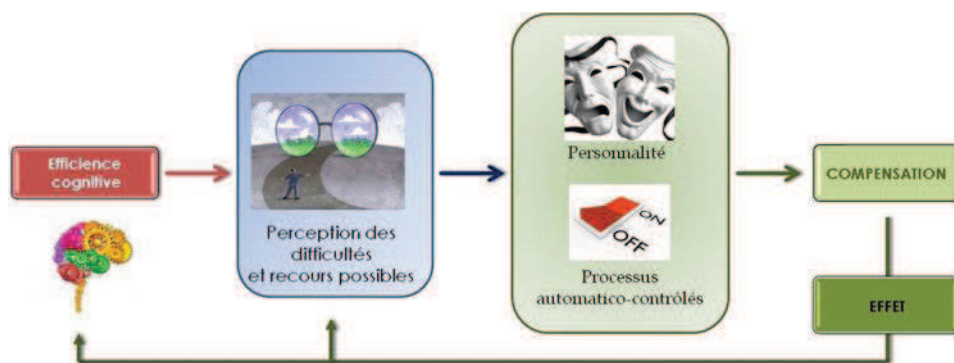 Efficience
cognitive
Perception des
difficultés
et recours possibles
Personnalité
ON
OFF
Processus
automatico-contrôlés
COMPENSATION
EFFET